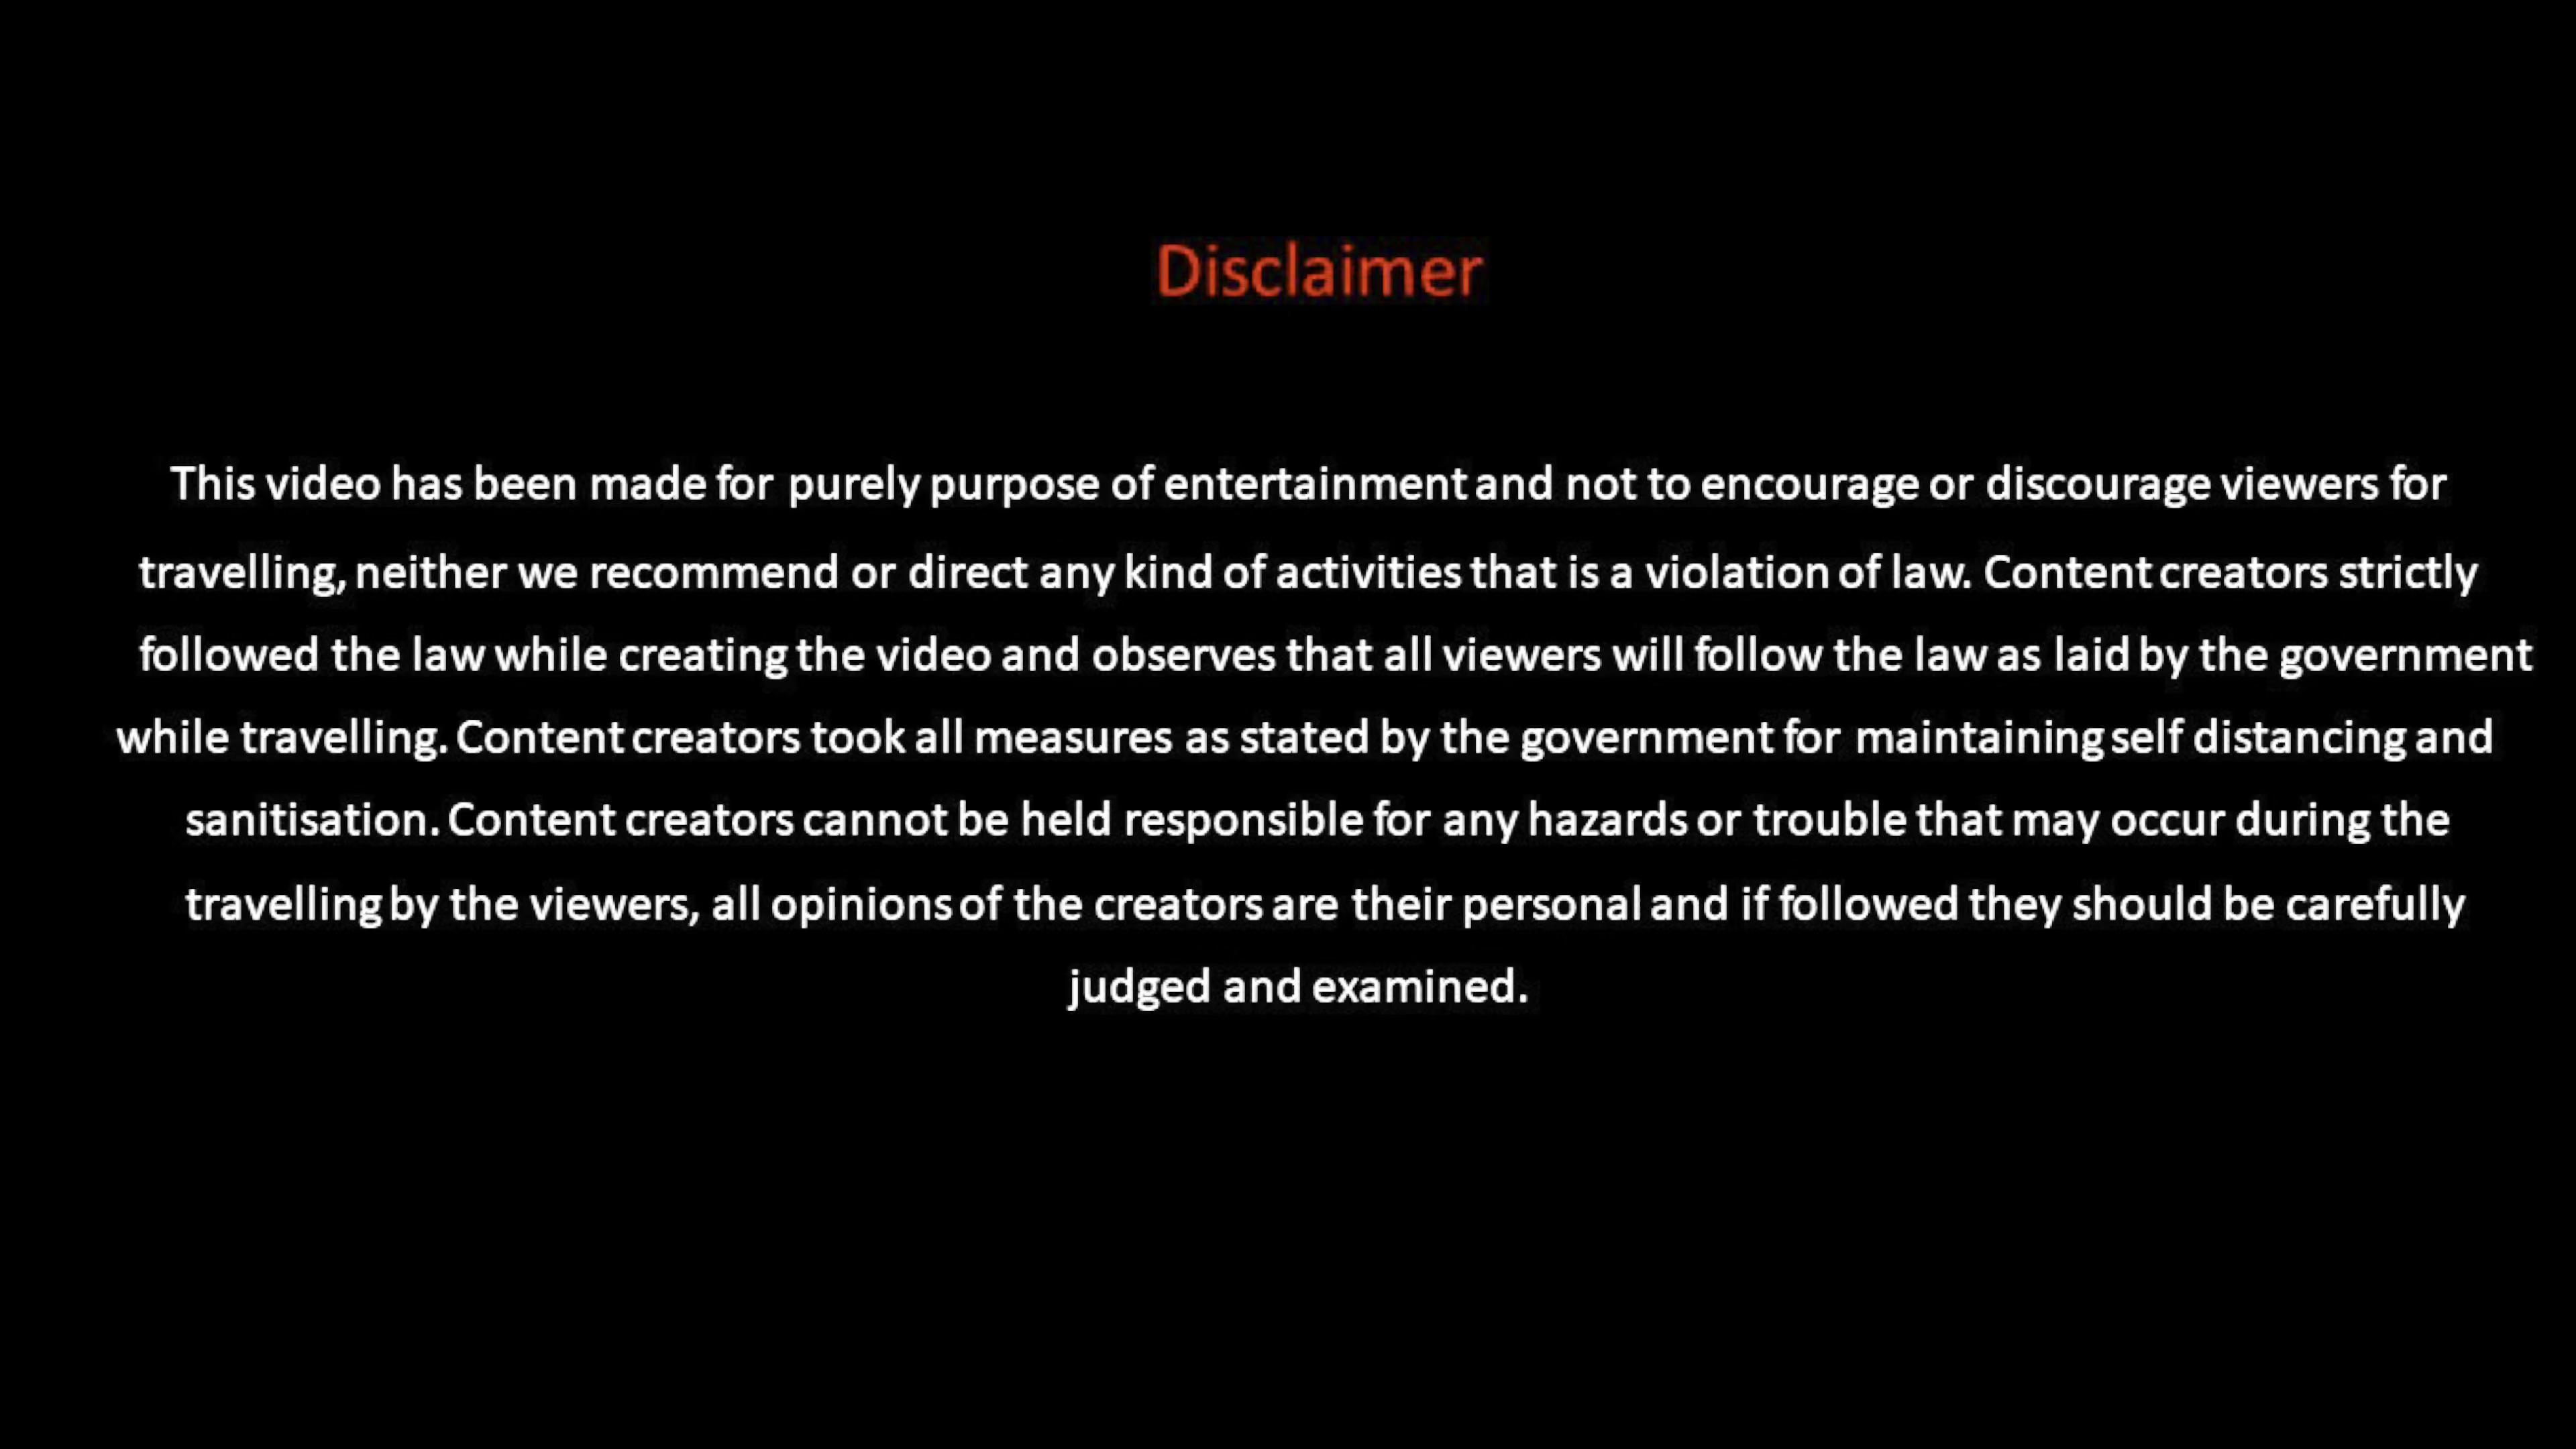 Disclaimer
This video has been made for purely purpose of entertainment and not to encourage or discourage viewers for
travelling, neither we recommend or direct any kind of activities that is a violation of law. Content creators strictly
followed the law while creating the video and observes that all viewers will follow the law as laid by the government
while travelling. Content creators took all measures as stated by the government for maintaining self distancing and
sanitisation. Content creators cannot be held responsible for any hazards or trouble that may occur during the
travelling by the viewers, all opinions of the creators are their personal and if followed they should be carefully
judged and examined.